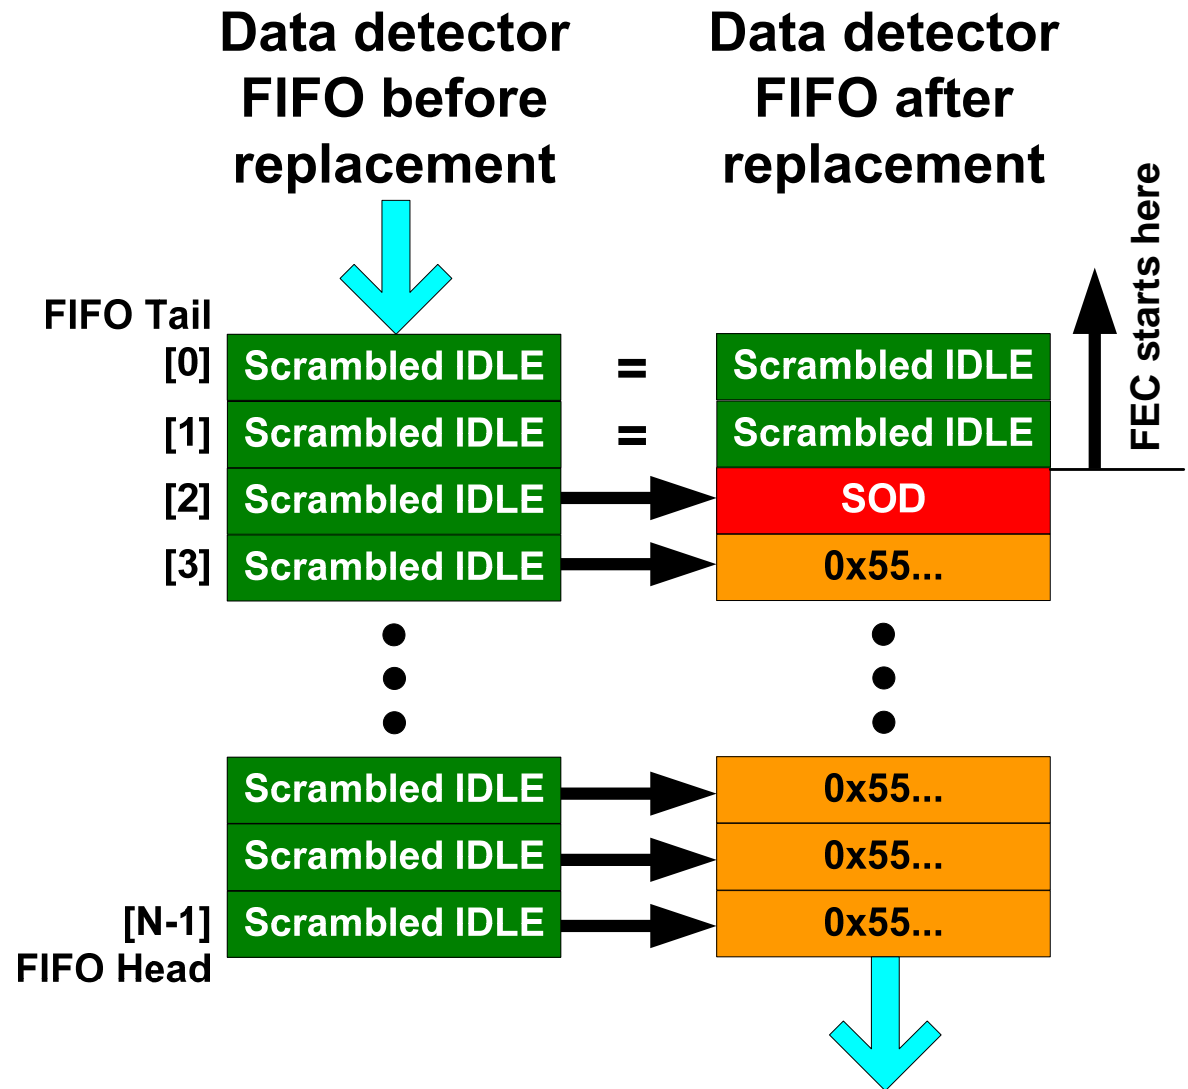 Data detector
FIFO before
replacement
Data detector
FIFO after
replacement
FEC starts here
FIFO Tail
[0] Scrambled IDLE = Scrambled IDLE
[1] Scrambled IDLE = Scrambled IDLE
[2] Scrambled IDLE SOD
[3] Scrambled IDLE 0x55...
Scrambled IDLE 0x55...
Scrambled IDLE 0x55...
[N-1] Scrambled IDLE 0x55...
FIFO Head